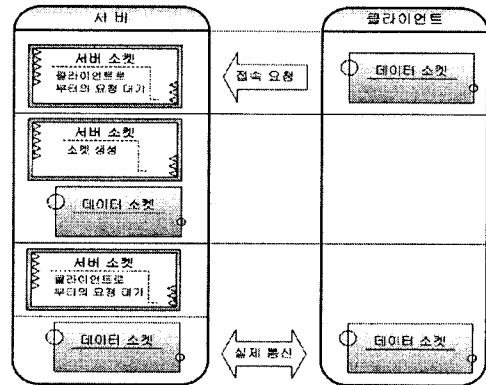 서 버
클라이언트
서버 소켓
클라이언트로
부터의 요청 대기
접속 요청
데이터 소켓
서버 소켓
소켓 생성
데이터 소켓
서버 소켓
클라이언트로
부터의 요청 대기
데이터 소켓
실제 통신
데이터 소켓